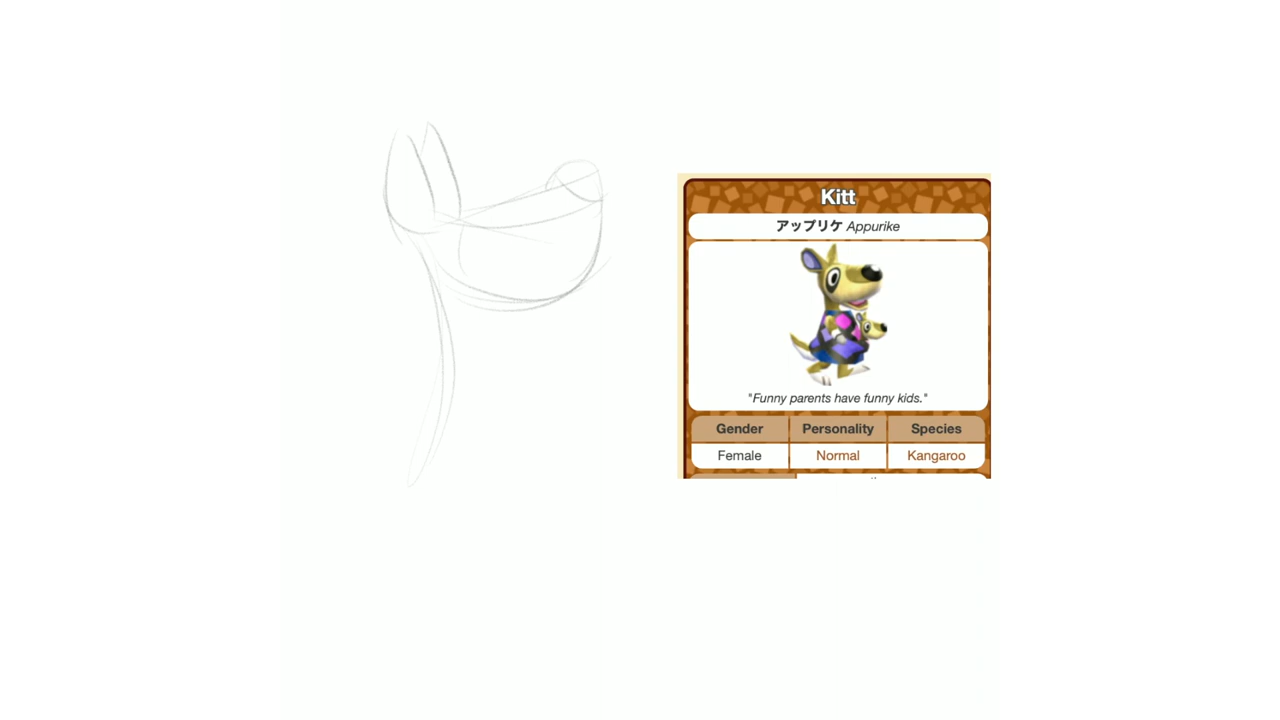 Kitt
アップリケ Appurike
"Funny parents have funny kids."
Gender Personality Species
Female Normal Kangaroo